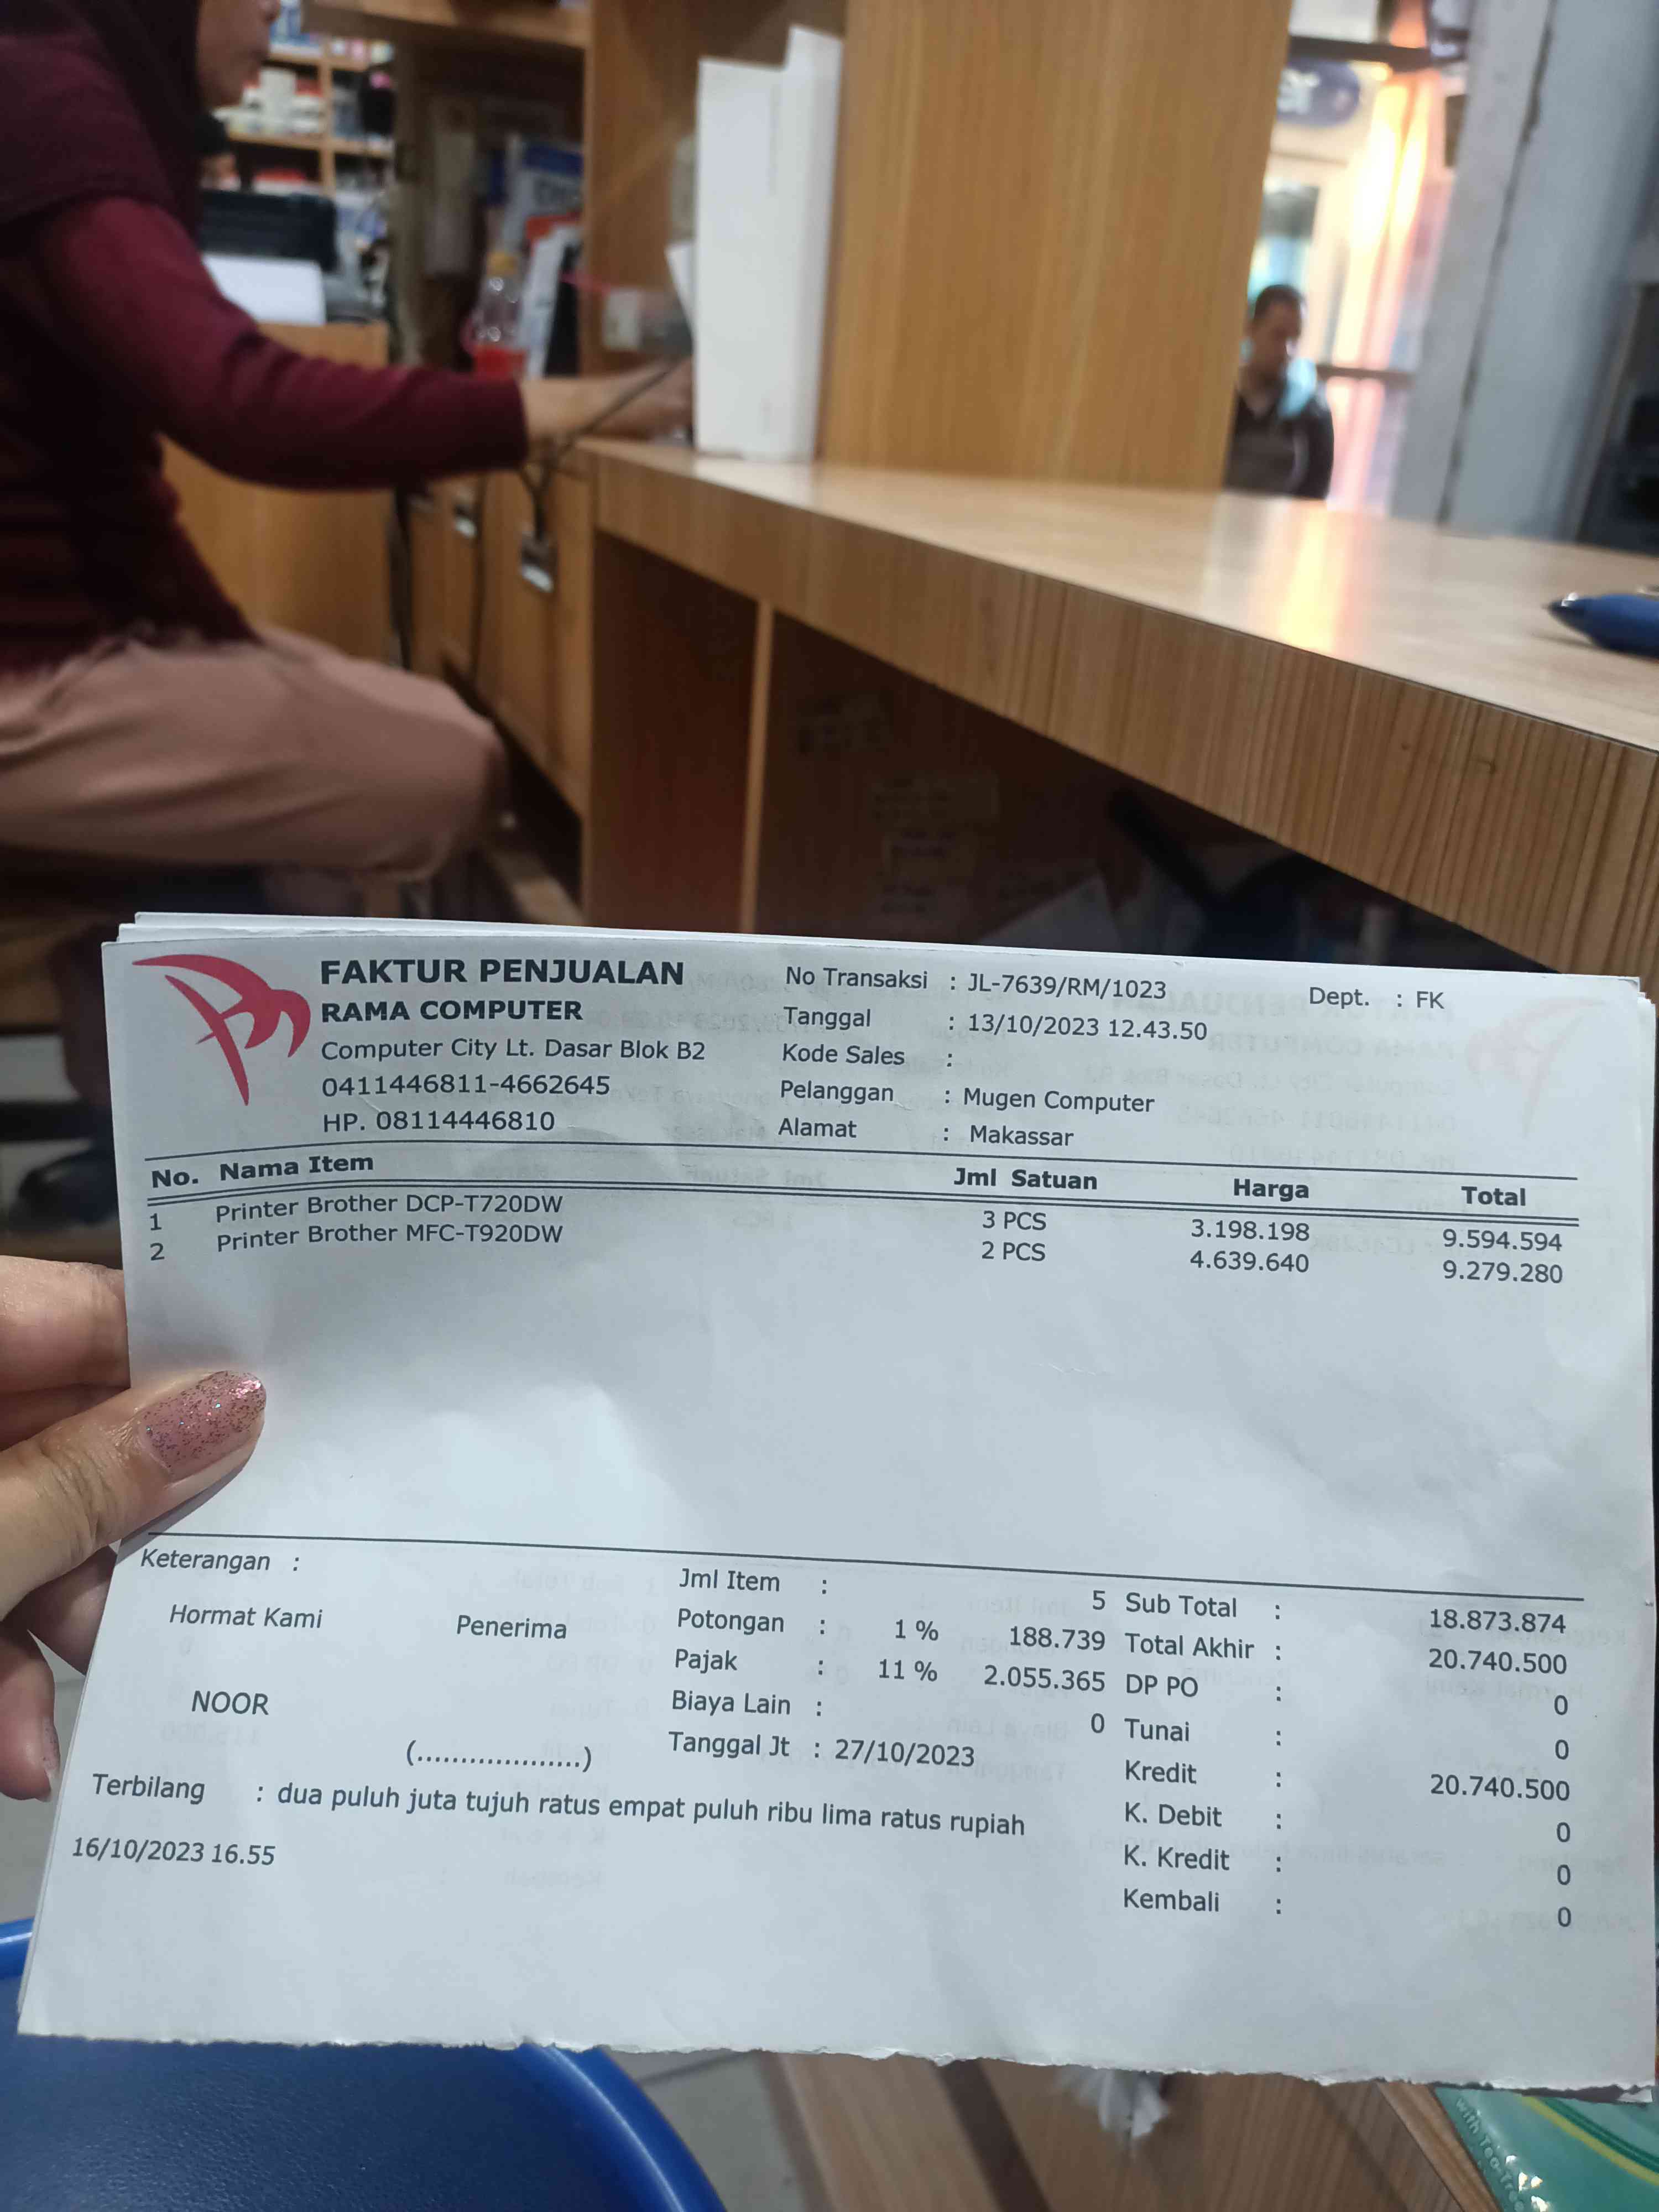 FAKTUR PENJUALAN
RAMA COMPUTER
Computer City Lt. Dasar Blok B2
0411446811-4662645
HP. 08114446810
No Transaksi : JL-7639/RM/1023
Dept. : FK
Tanggal : 13/10/2023 12.43.50
Kode Sales :
Pelanggan : Mugen Computer
Alamat : Makassar
No. Nama Item Jml Satuan Harga Total
1 Printer Brother DCP-T720DW 3 PCS 3.198.198 9.594.594
2 Printer Brother MFC-T920DW 2 PCS 4.639.640 9.279.280
Keterangan :
Hormat Kami
Penerima
NOOR
(...................)
Jml Item : 5
Potongan : 1 % 188.739
Pajak : 11 % 2.055.365
Biaya Lain : 0
Tanggal Jt : 27/10/2023
Sub Total : 18.873.874
Total Akhir : 20.740.500
DP PO : 0
Tunai : 0
Kredit : 20.740.500
K. Debit : 0
K. Kredit : 0
Kembali : 0
Terbilang : dua puluh juta tujuh ratus empat puluh ribu lima ratus rupiah
16/10/2023 16.55